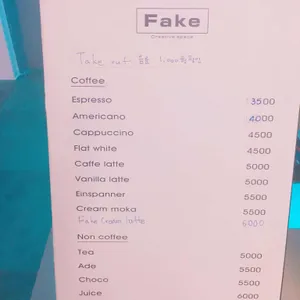 Fake
Creative space
Take out
Coffee
Espresso 3500
Americano 4000
Cappuccino 4500
Flat white 4500
Caffe latte 5000
Vanilla latte 5000
Einspanner 5500
Cream moka 5500
Fake Cream latte 6000
Non coffee
Tea 5000
Ade 5500
Choco 5500
Juice 6000